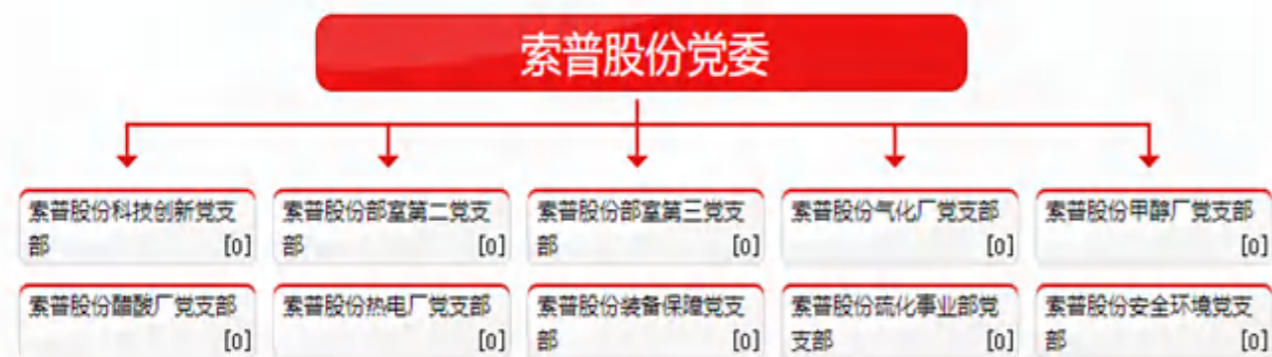 索普股份党委
索普股份科技创新党支
部 [0]
索普股份部室第二党支
部 [0]
索普股份部室第三党支
部 [0]
索普股份气化厂党支部
[0]
索普股份甲醇厂党支部
[0]
索普股份醋酸厂党支部
[0]
索普股份热电厂党支部
[0]
索普股份装备保障党支
部 [0]
索普股份硫化事业部党
支部 [0]
索普股份安全环境党支
部 [0]